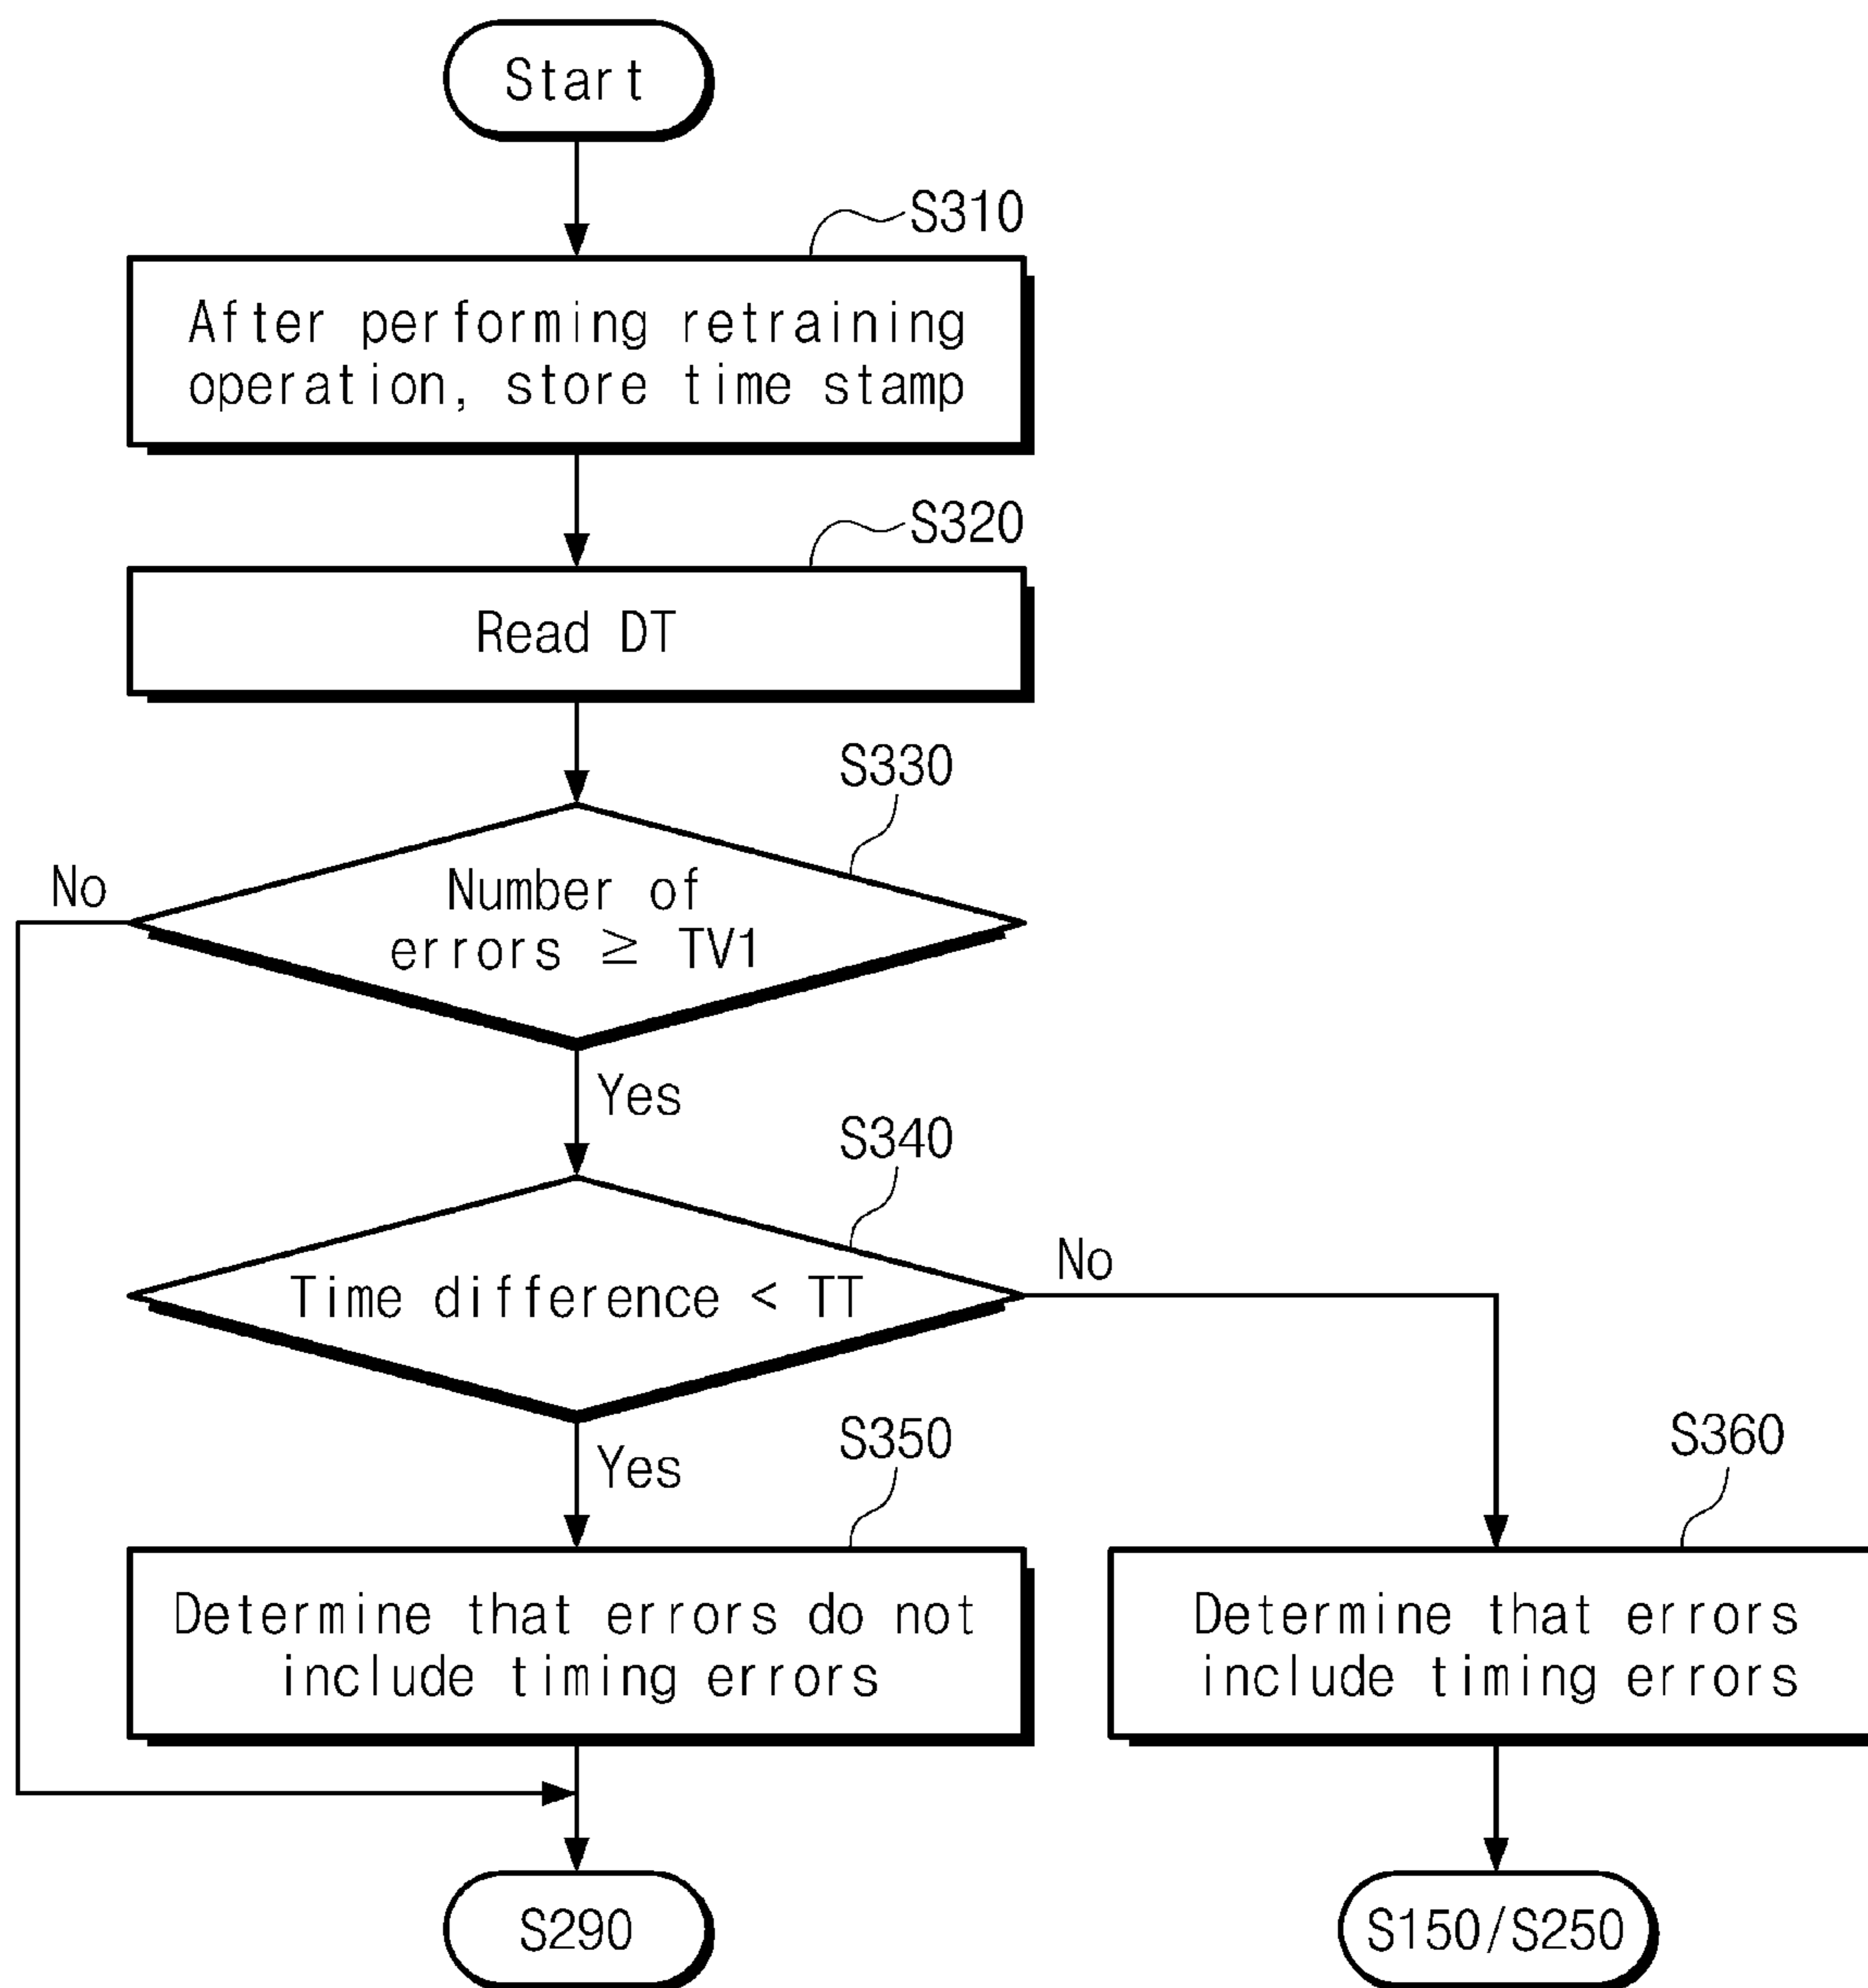 Start
S310
After performing retraining
operation, store time stamp
S320
Read DT
S330
No
Number of
errors ≥ TV1
Yes
S340
No
Time difference < TT
Yes
S350
S360
Determine that errors do not
include timing errors
Determine that errors
include timing errors
S290
S150/S250